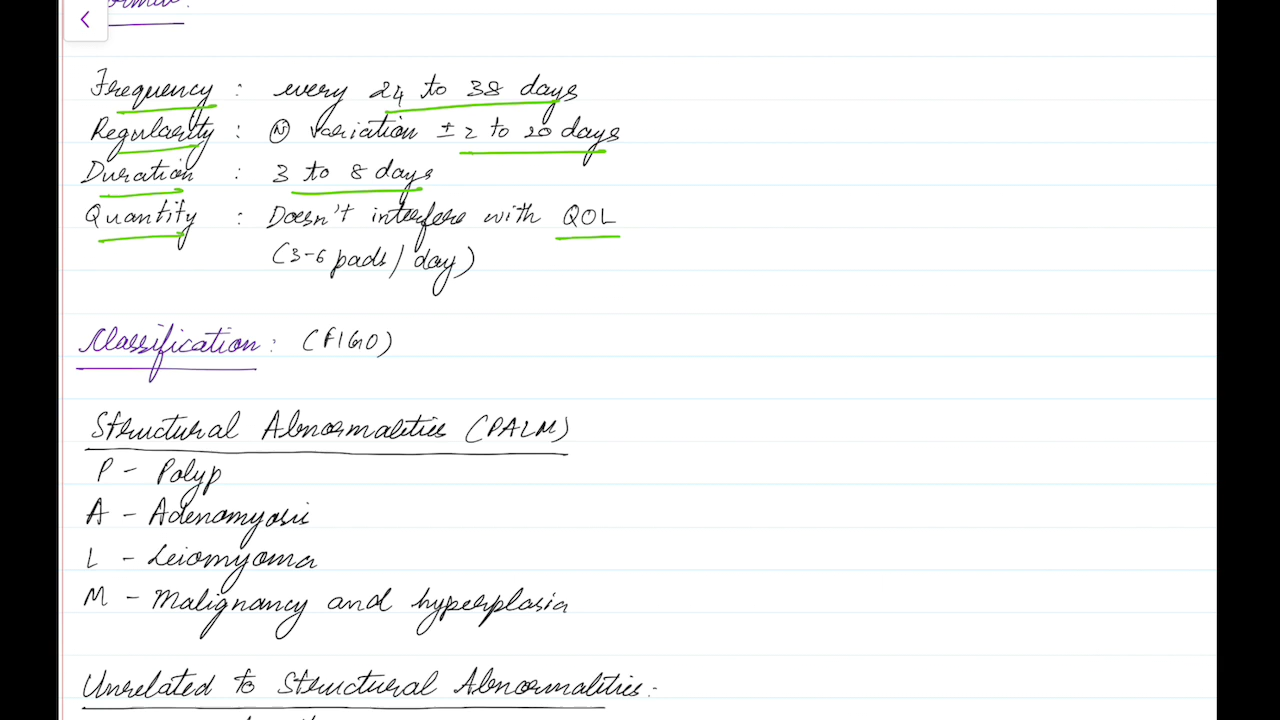 Frequency : every 24 to 38 days
Regularity : Ⓝ variation ± 2 to 20 days
Duration : 3 to 8 days
Quantity : Doesn't interfere with QOL
(3-6 pads / day)
Classification : (FIGO)
Structural Abnormalities (PALM)
P - Polyp
A - Adenomyosis
L - Leiomyoma
M - Malignancy and hyperplasia
Unrelated to Structural Abnormalities :